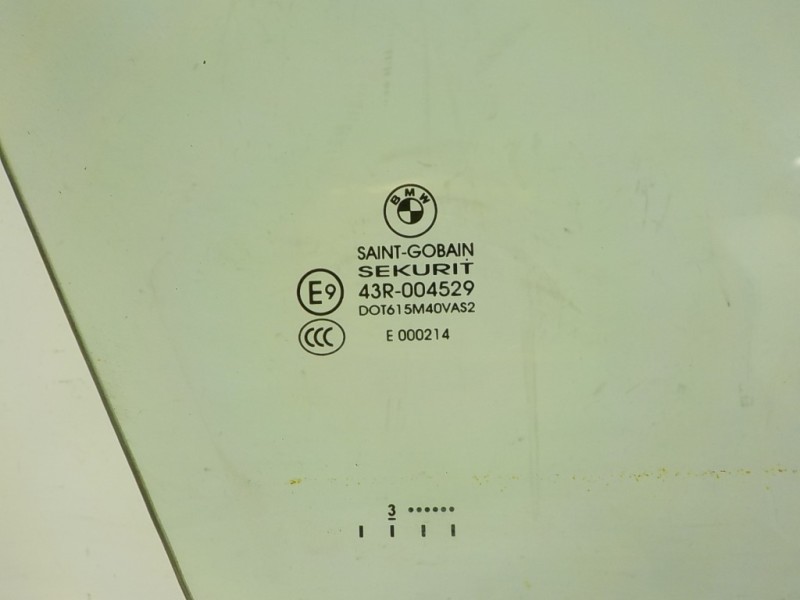 BMW
SAINT-GOBAIN
SEKURIT
E9 43R-004529
DOT615M40VAS2
CCC E 000214
3 ••••••